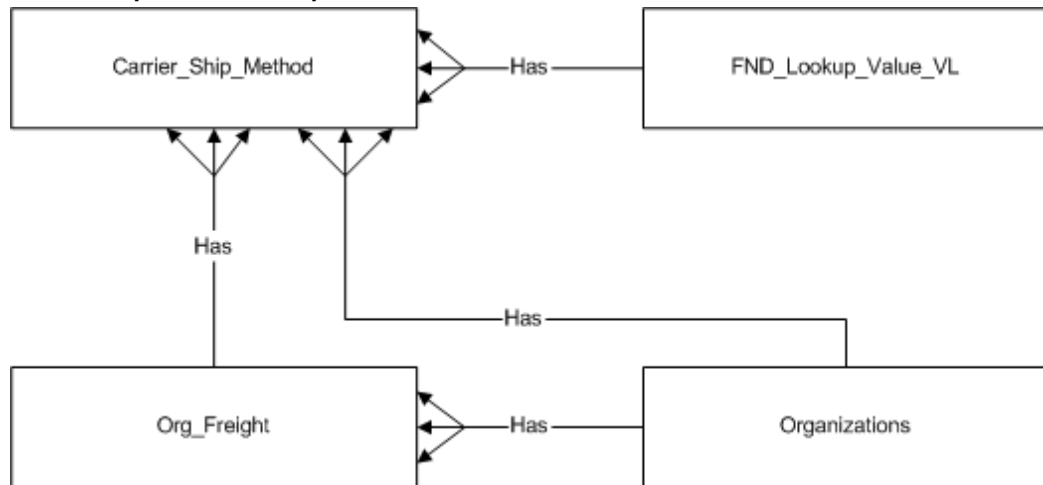 Carrier_Ship_Method
Has
FND_Lookup_Value_VL
Has
Has
Org_Freight
Has
Organizations